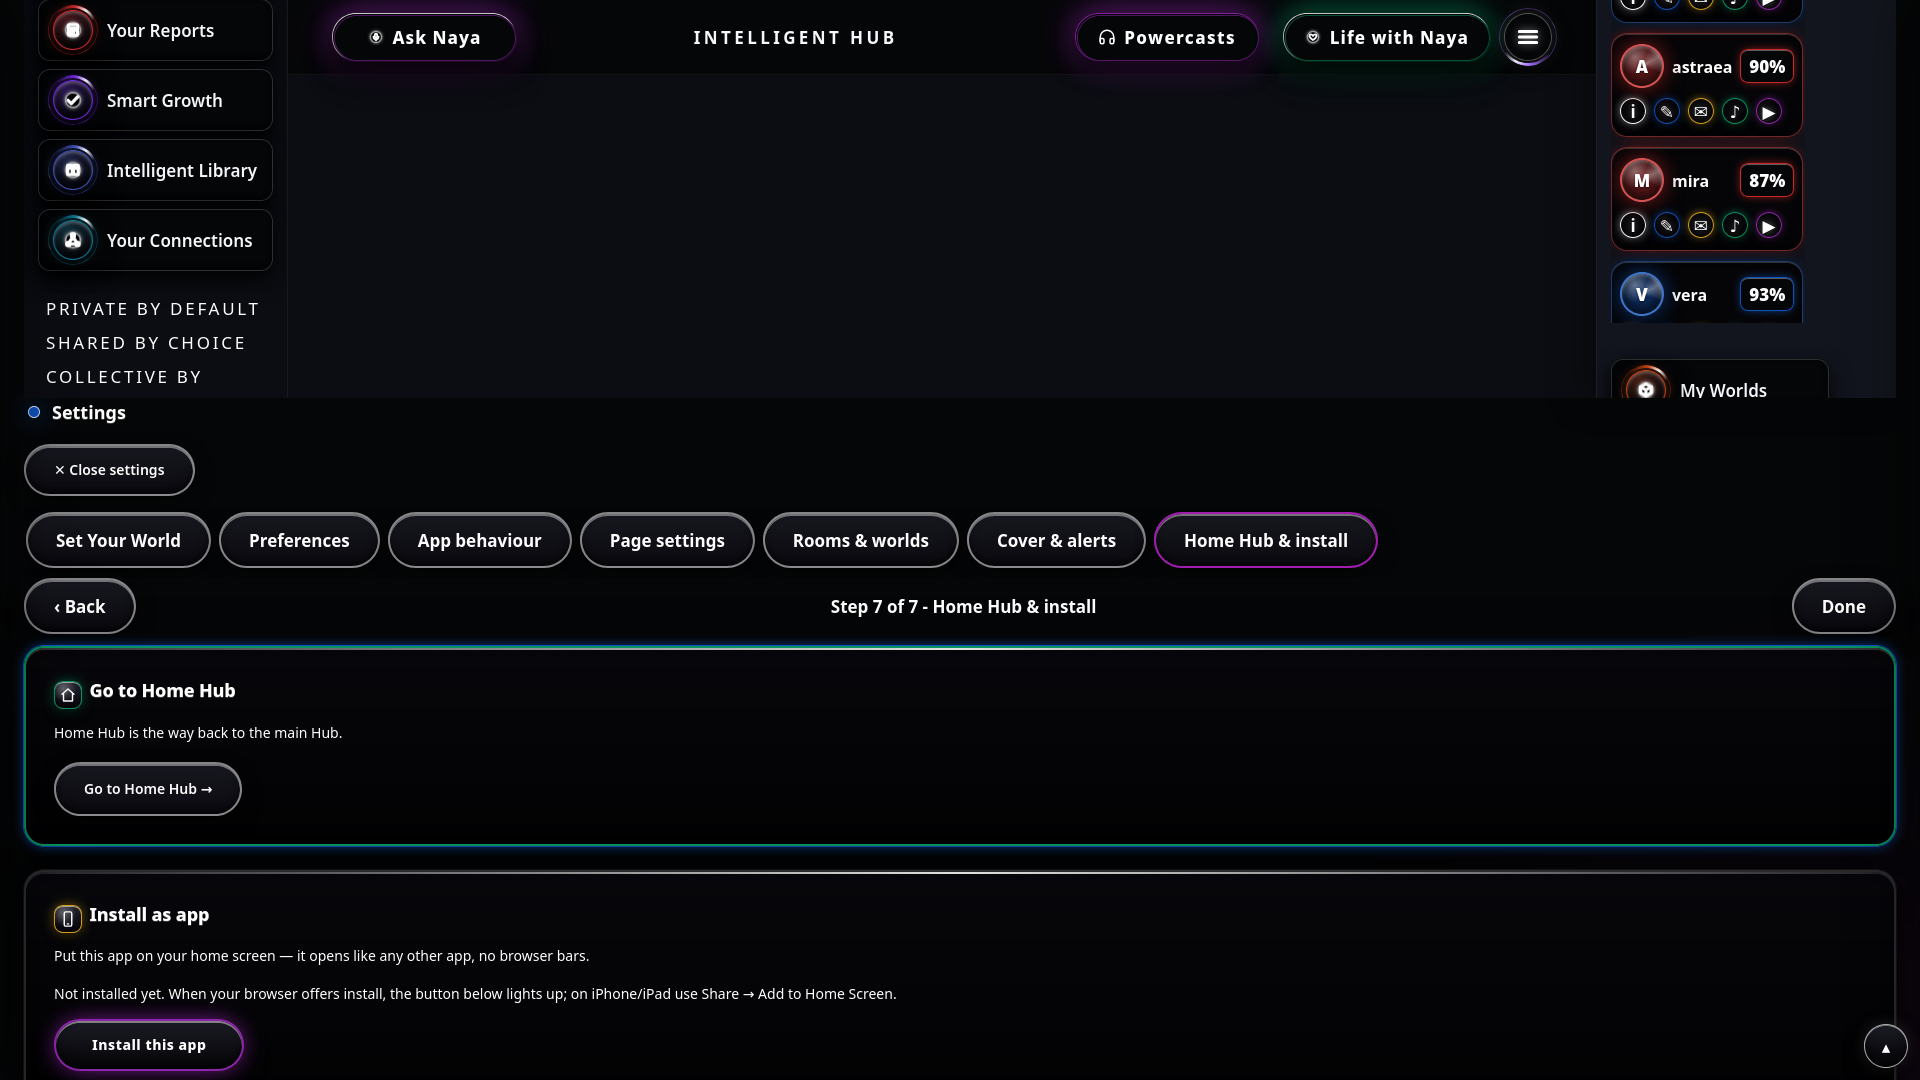 Your Reports
Smart Growth
Intelligent Library
Your Connections
PRIVATE BY DEFAULT
SHARED BY CHOICE
COLLECTIVE BY
Ask Naya
INTELLIGENT HUB
Powercasts
Life with Naya
A astraea 90%
i ✎ ✉ ♪ ▶
M mira 87%
i ✎ ✉ ♪ ▶
V vera 93%
My Worlds
Settings
× Close settings
Set Your World
Preferences
App behaviour
Page settings
Rooms & worlds
Cover & alerts
Home Hub & install
‹ Back
Step 7 of 7 - Home Hub & install
Done
Go to Home Hub
Home Hub is the way back to the main Hub.
Go to Home Hub →
Install as app
Put this app on your home screen — it opens like any other app, no browser bars.
Not installed yet. When your browser offers install, the button below lights up; on iPhone/iPad use Share → Add to Home Screen.
Install this app
▲